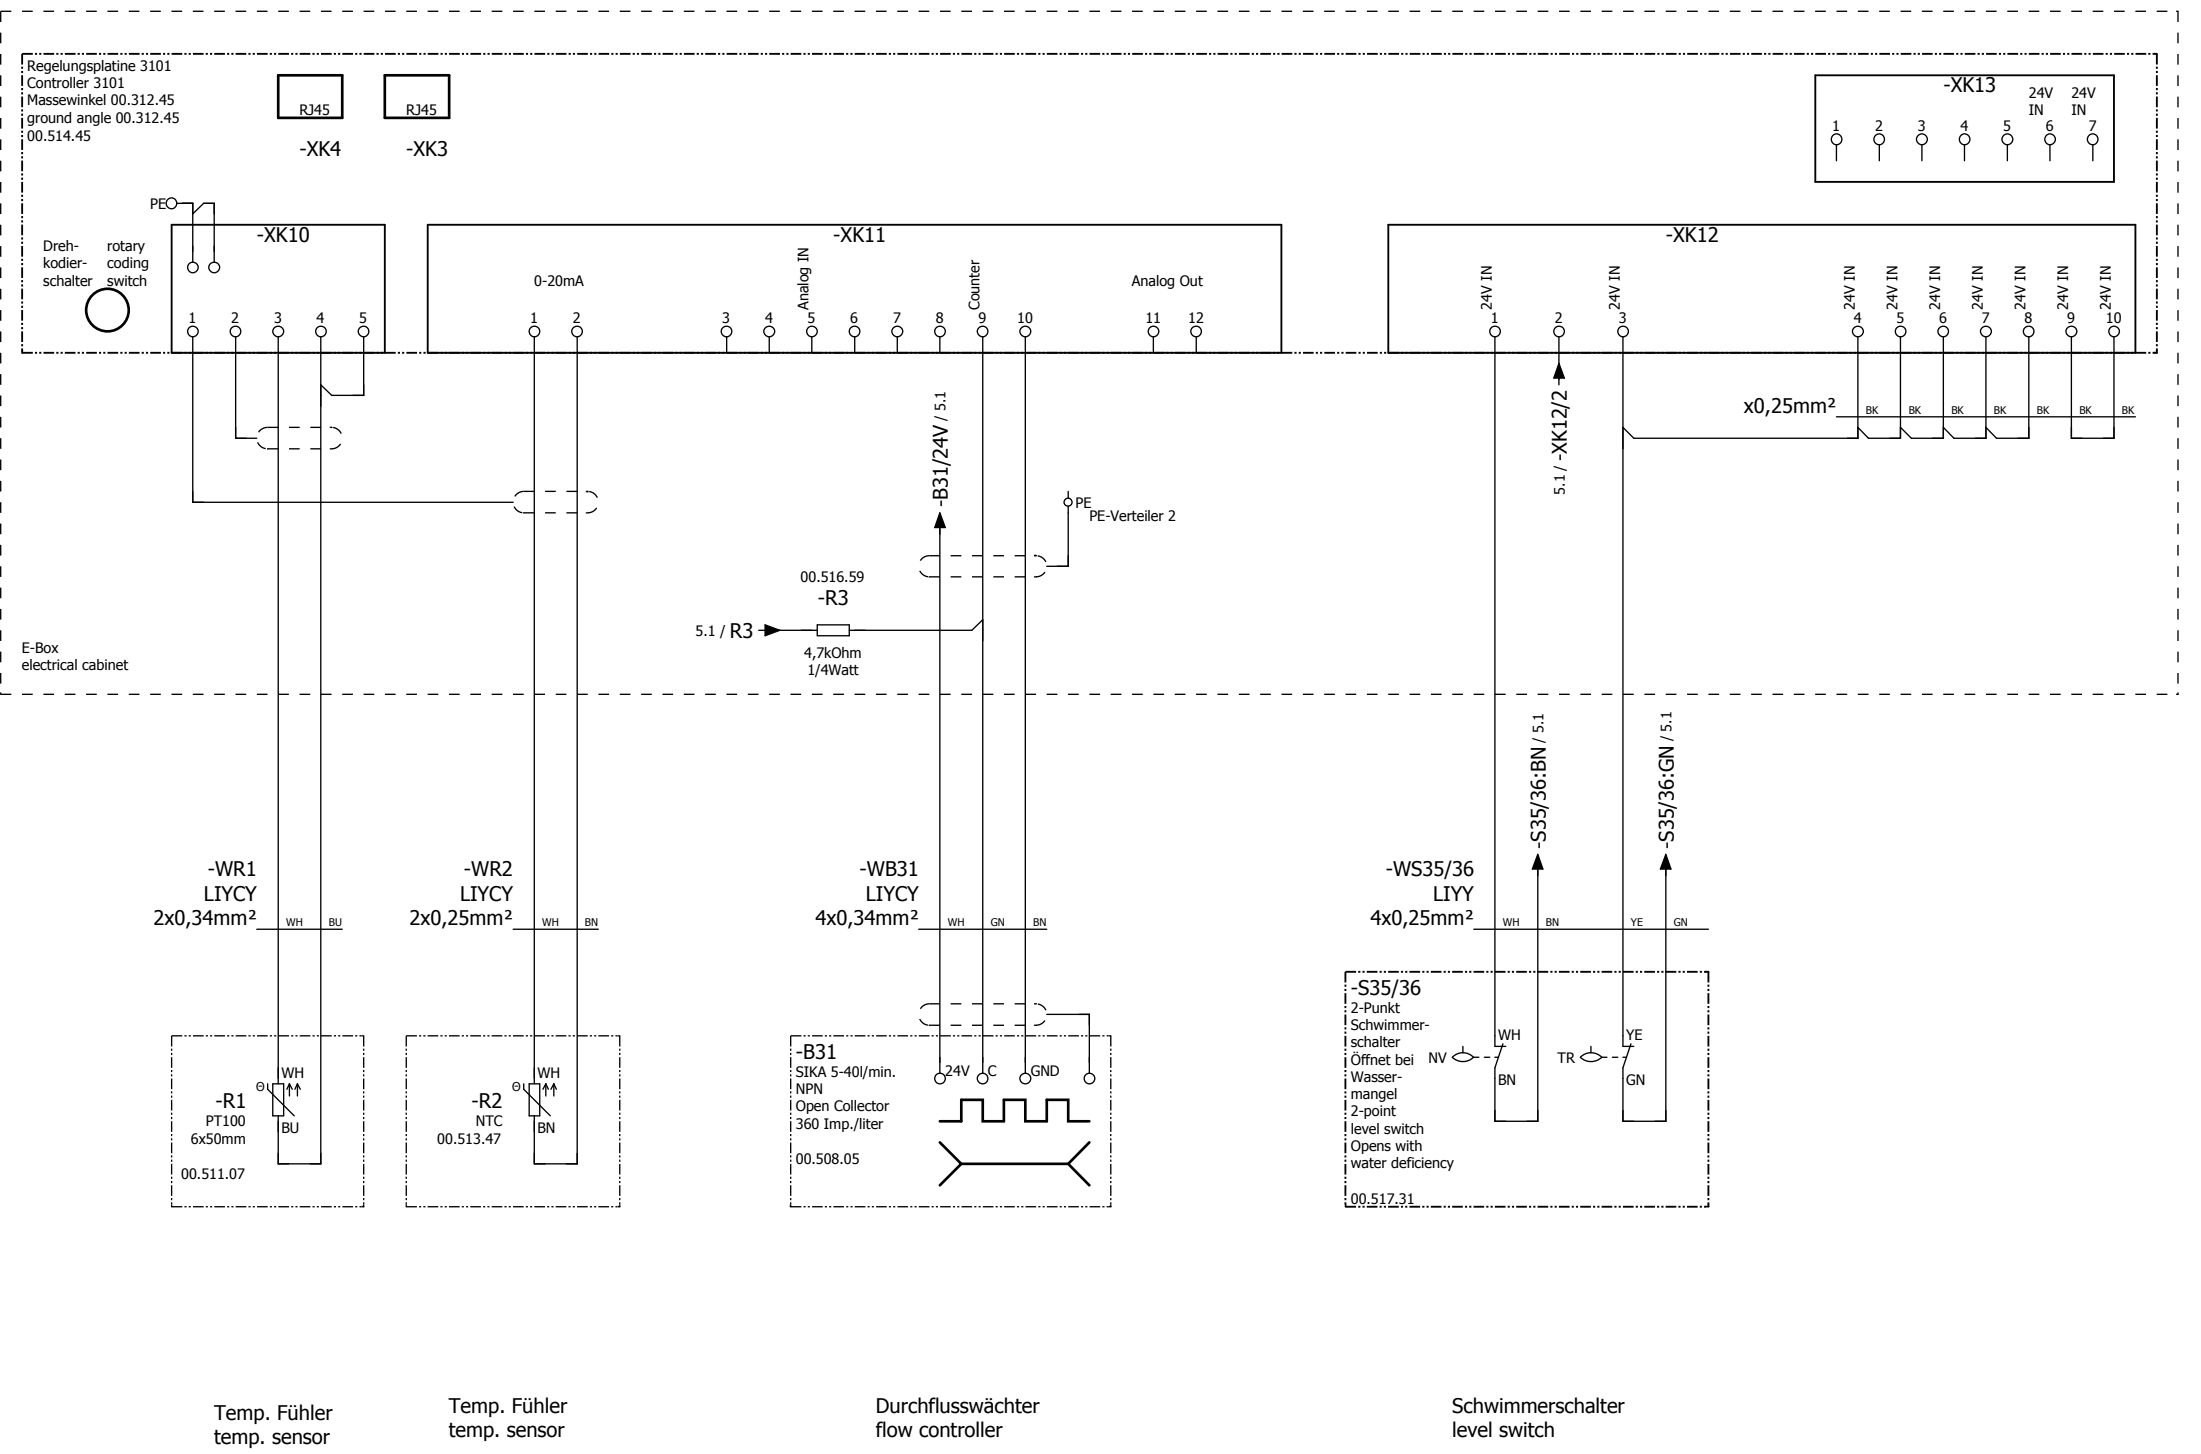 Regelungsplatine 3101
Controller 3101
Massewinkel 00.312.45
ground angle 00.312.45
00.514.45
RJ45
-XK4
RJ45
-XK3
-XK13
24V
IN
24V
IN
1 2 3 4 5 6 7
PE
Dreh-
kodier-
schalter
rotary
coding
switch
-XK10
1 2 3 4 5
-XK11
0-20mA
Analog IN
Counter
Analog Out
1 2 3 4 5 6 7 8 9 10 11 12
-XK12
24V IN
24V IN
24V IN
24V IN
24V IN
24V IN
24V IN
24V IN
24V IN
1 2 3 4 5 6 7 8 9 10
-B31/24V / 5.1
5.1 / -XK12/2
x0,25mm²
BK BK BK BK BK BK BK
PE
PE-Verteiler 2
00.516.59
-R3
5.1 / R3
4,7kOhm
1/4Watt
E-Box
electrical cabinet
-S35/36:BN / 5.1
-S35/36:GN / 5.1
-WR1
LIYCY
2x0,34mm²
WH BU
-WR2
LIYCY
2x0,25mm²
WH BN
-WB31
LIYCY
4x0,34mm²
WH GN BN
-WS35/36
LIYY
4x0,25mm²
WH BN YE GN
-R1
PT100
6x50mm
00.511.07
Θ
WH
BU
-R2
NTC
00.513.47
Θ
WH
BN
-B31
SIKA 5-40l/min.
NPN
Open Collector
360 Imp./liter
00.508.05
24V C GND
-S35/36
2-Punkt
Schwimmer-
schalter
Öffnet bei
Wasser-
mangel
2-point
level switch
Opens with
water deficiency
00.517.31
NV
WH
BN
TR
YE
GN
Temp. Fühler
temp. sensor
Temp. Fühler
temp. sensor
Durchflusswächter
flow controller
Schwimmerschalter
level switch